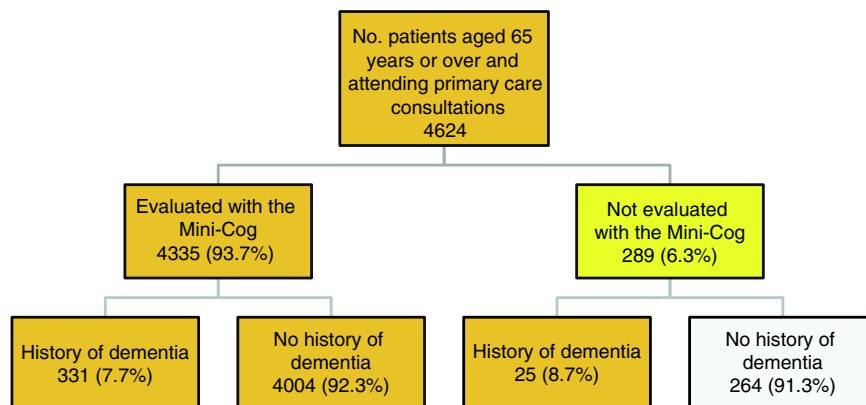 No. patients aged 65
years or over and
attending primary care
consultations
4624
Evaluated with the
Mini-Cog
4335 (93.7%)
Not evaluated
with the Mini-Cog
289 (6.3%)
History of dementia
331 (7.7%)
No history of
dementia
4004 (92.3%)
History of dementia
25 (8.7%)
No history of
dementia
264 (91.3%)